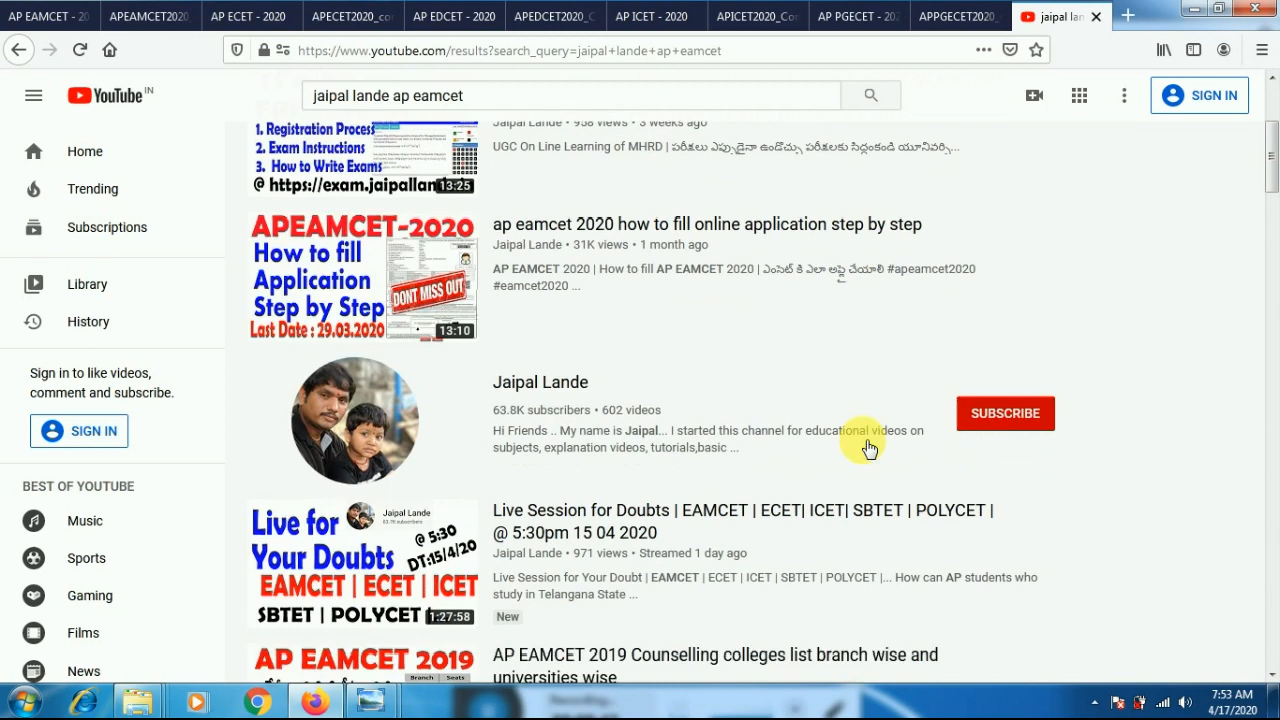 AP EAMCET - 20
APEAMCET2020
AP ECET - 2020
APECET2020_co
AP EDCET - 2020
APEDCET2020_C
AP ICET - 2020
APICET2020_Co
AP PGECET - 202
APPGECET2020_
jaipal lan
https://www.youtube.com/results?search_query=jaipal+lande+ap+eamcet
YouTube IN
jaipal lande ap eamcet
SIGN IN
Home
Trending
Subscriptions
Library
History
Sign in to like videos,
comment and subscribe.
SIGN IN
BEST OF YOUTUBE
Music
Sports
Gaming
Films
News
1. Registration Process
2. Exam Instructions
3. How to Write Exams
@ https://exam.jaipallan
13:25
Jaipal Lande • 958 views • 3 weeks ago
UGC On Line Learning of MHRD |
APEAMCET-2020
How to fill
Application
Step by Step
DONT MISS OUT
Last Date : 29.03.2020
13:10
ap eamcet 2020 how to fill online application step by step
Jaipal Lande • 31K views • 1 month ago
AP EAMCET 2020 | How to fill AP EAMCET 2020 | ఎంసెట్ కి ఎలా అప్లై చేయాలి #apeamcet2020
#eamcet2020 ...
Jaipal Lande
63.8K subscribers • 602 videos
Hi Friends .. My name is Jaipal... I started this channel for educational videos on
subjects, explanation videos, tutorials,basic ...
SUBSCRIBE
Live for
Your Doubts
Jaipal Lande
63.7K subscribers
@ 5:30
DT:15/4/20
EAMCET | ECET | ICET
SBTET | POLYCET
1:27:58
Live Session for Doubts | EAMCET | ECET| ICET| SBTET | POLYCET |
@ 5:30pm 15 04 2020
Jaipal Lande • 971 views • Streamed 1 day ago
Live Session for Your Doubt | EAMCET | ECET | ICET | SBTET | POLYCET |... How can AP students who
study in Telangana State ...
New
AP EAMCET 2019
Branch Seats
AP EAMCET 2019 Counselling colleges list branch wise and
universities wise
7:53 AM
4/17/2020